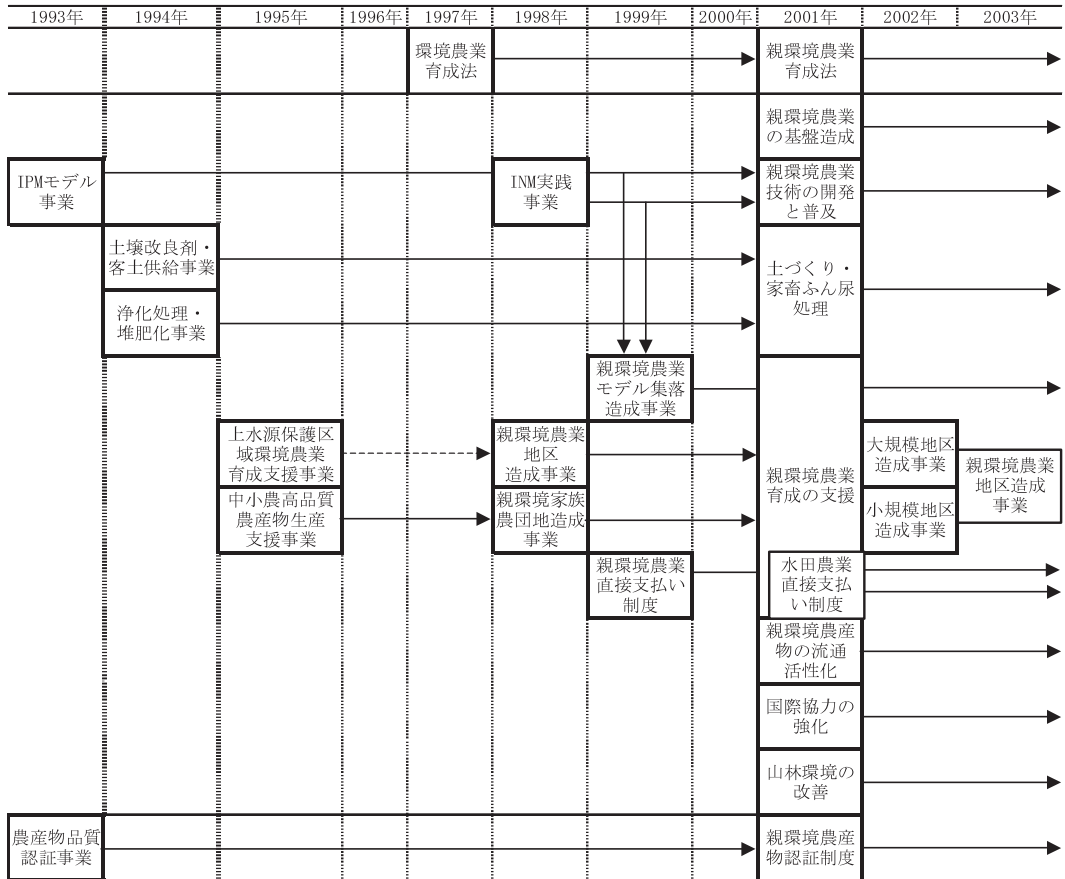 1993年 1994年 1995年 1996年 1997年 1998年 1999年 2000年 2001年 2002年 2003年
環境農業
育成法
親環境農業
育成法
親環境農業
の基盤造成
IPMモデル
事業
INM実践
事業
親環境農業
技術の開発
と普及
土壌改良剤・
客土供給事業
浄化処理・
堆肥化事業
土づくり・
家畜ふん尿
処理
親環境農業
モデル集落
造成事業
上水源保護区
域環境農業
育成支援事業
親環境農業
地区
造成事業
中小農高品質
農産物生産
支援事業
親環境家族
農団地造成
事業
親環境農業
育成の支援
大規模地区
造成事業
小規模地区
造成事業
親環境農業
地区造成
事業
親環境農業
直接支払い
制度
水田農業
直接支払
い制度
親環境農産
物の流通
活性化
国際協力の
強化
山林環境の
改善
農産物品質
認証事業
親環境農産
物認証制度